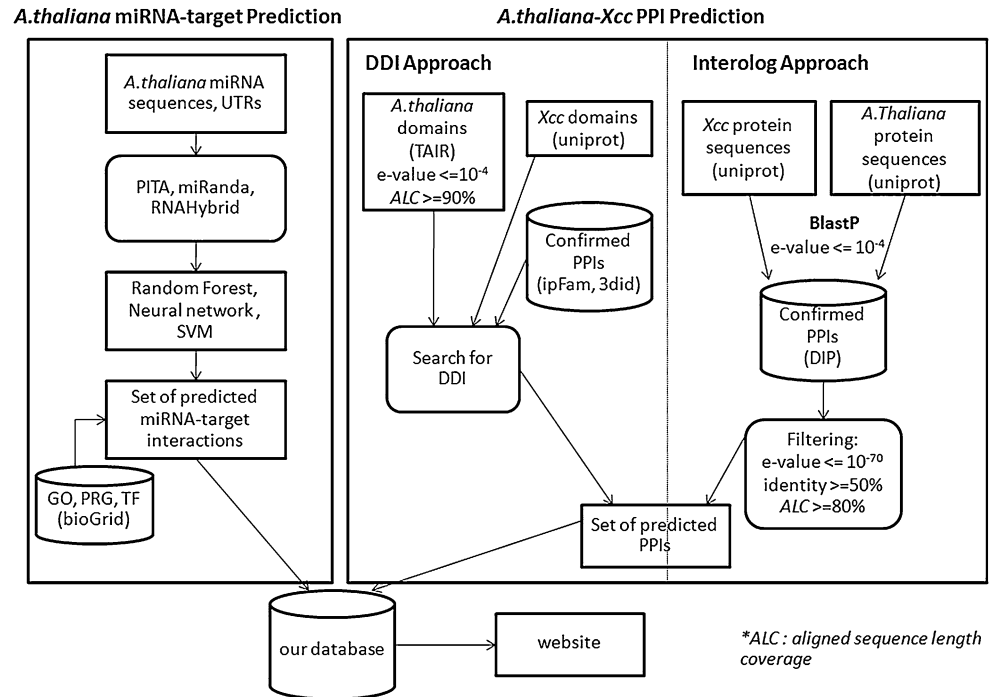 A.thaliana miRNA-target Prediction
A.thaliana-Xcc PPI Prediction
A.thaliana miRNA
sequences, UTRs
PITA, miRanda,
RNAHybrid
Random Forest,
Neural network,
SVM
Set of predicted
miRNA-target
interactions
GO, PRG, TF
(bioGrid)
DDI Approach
A.thaliana
domains
(TAIR)
e-value <=10⁻⁴
ALC >=90%
Xcc domains
(uniprot)
Confirmed
PPIs
(ipFam, 3did)
Search for
DDI
Interolog Approach
Xcc protein
sequences
(uniprot)
A.Thaliana
protein
sequences
(uniprot)
BlastP
e-value <= 10⁻⁴
Confirmed
PPIs
(DIP)
Filtering:
e-value <= 10⁻⁷⁰
identity >=50%
ALC >=80%
Set of predicted
PPIs
our database
website
*ALC : aligned sequence length
coverage